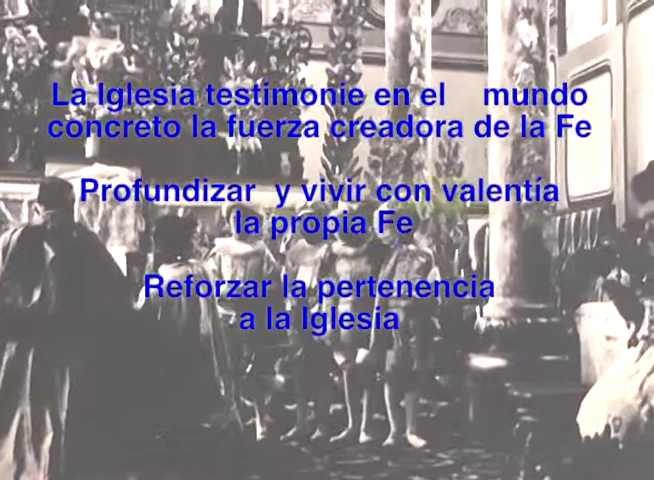 La Iglesia testimonie en el mundo
concreto la fuerza creadora de la Fe
Profundizar y vivir con valentía
la propia Fe
Reforzar la pertenencia
a la Iglesia